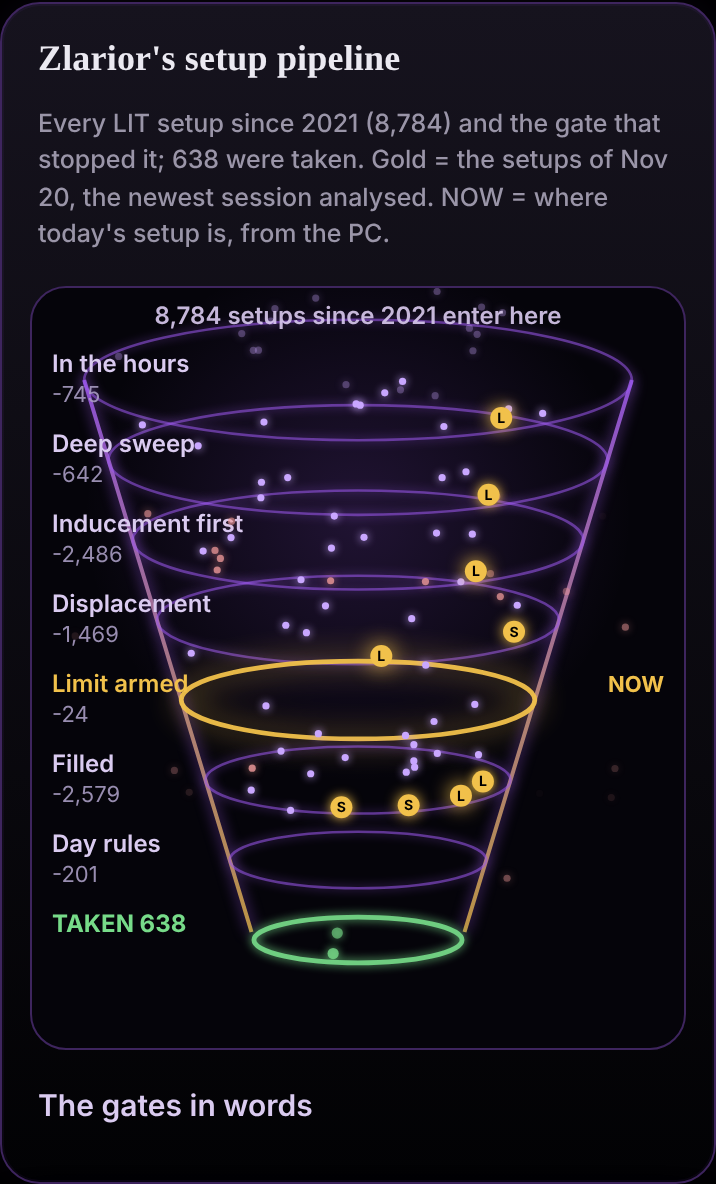 Zlarior's setup pipeline
Every LIT setup since 2021 (8,784) and the gate that
stopped it; 638 were taken. Gold = the setups of Nov
20, the newest session analysed. NOW = where
today's setup is, from the PC.
8,784 setups since 2021 enter here
In the hours
-745
L
Deep sweep
-642
L
Inducement first
-2,486
L
Displacement
-1,469
S
L
Limit armed
NOW
-24
Filled
-2,579
L
L
S
S
Day rules
-201
TAKEN 638
The gates in words